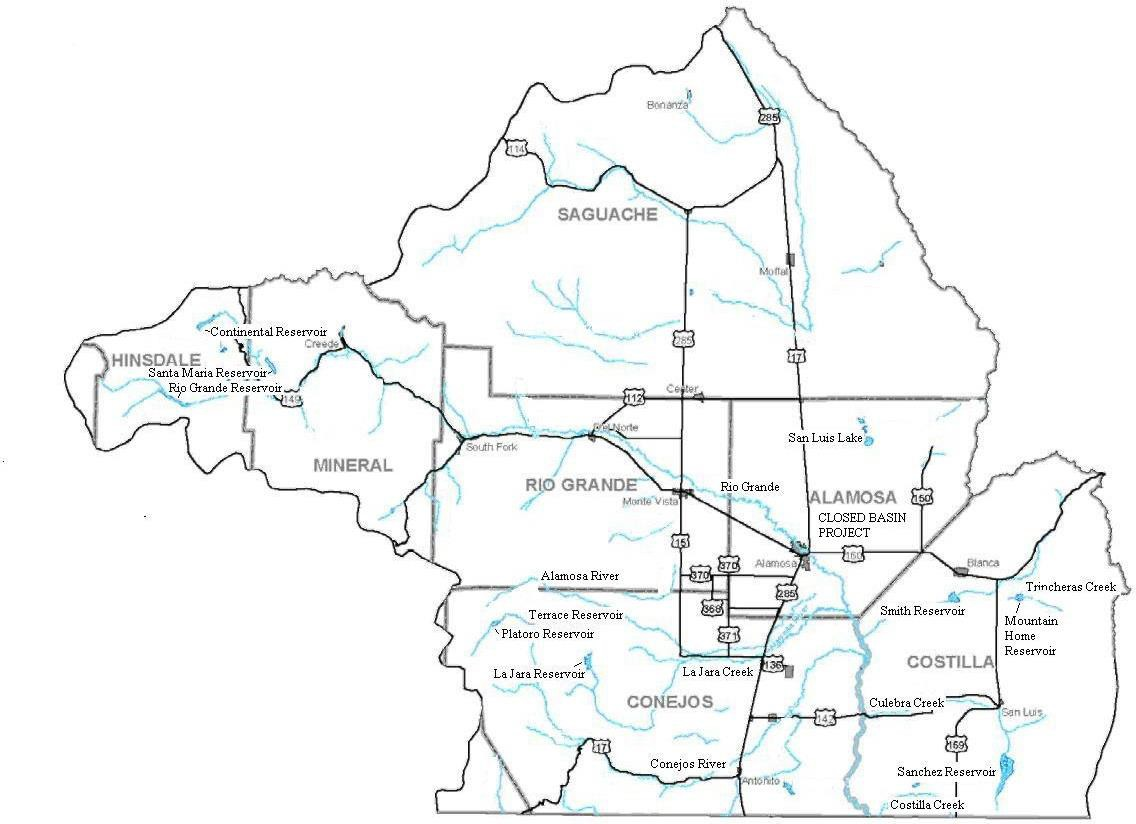 Bonanza
285
114
SAGUACHE
Moffat
Continental Reservoir
Creede
HINSDALE
Santa Maria Reservoir
Rio Grande Reservoir
149
285
17
Center
112
Del Norte
San Luis Lake
South Fork
MINERAL
RIO GRANDE
Rio Grande
Monte Vista
ALAMOSA
150
CLOSED BASIN
PROJECT
15
160
Alamosa
Blanca
370
370
Alamosa River
285
Trincheras Creek
368
Smith Reservoir
Terrace Reservoir
Mountain
Home
Reservoir
Platoro Reservoir
371
La Jara Reservoir
La Jara Creek
136
COSTILLA
CONEJOS
Culebra Creek
142
San Luis
17
159
Conejos River
Sanchez Reservoir
Antonito
Costilla Creek